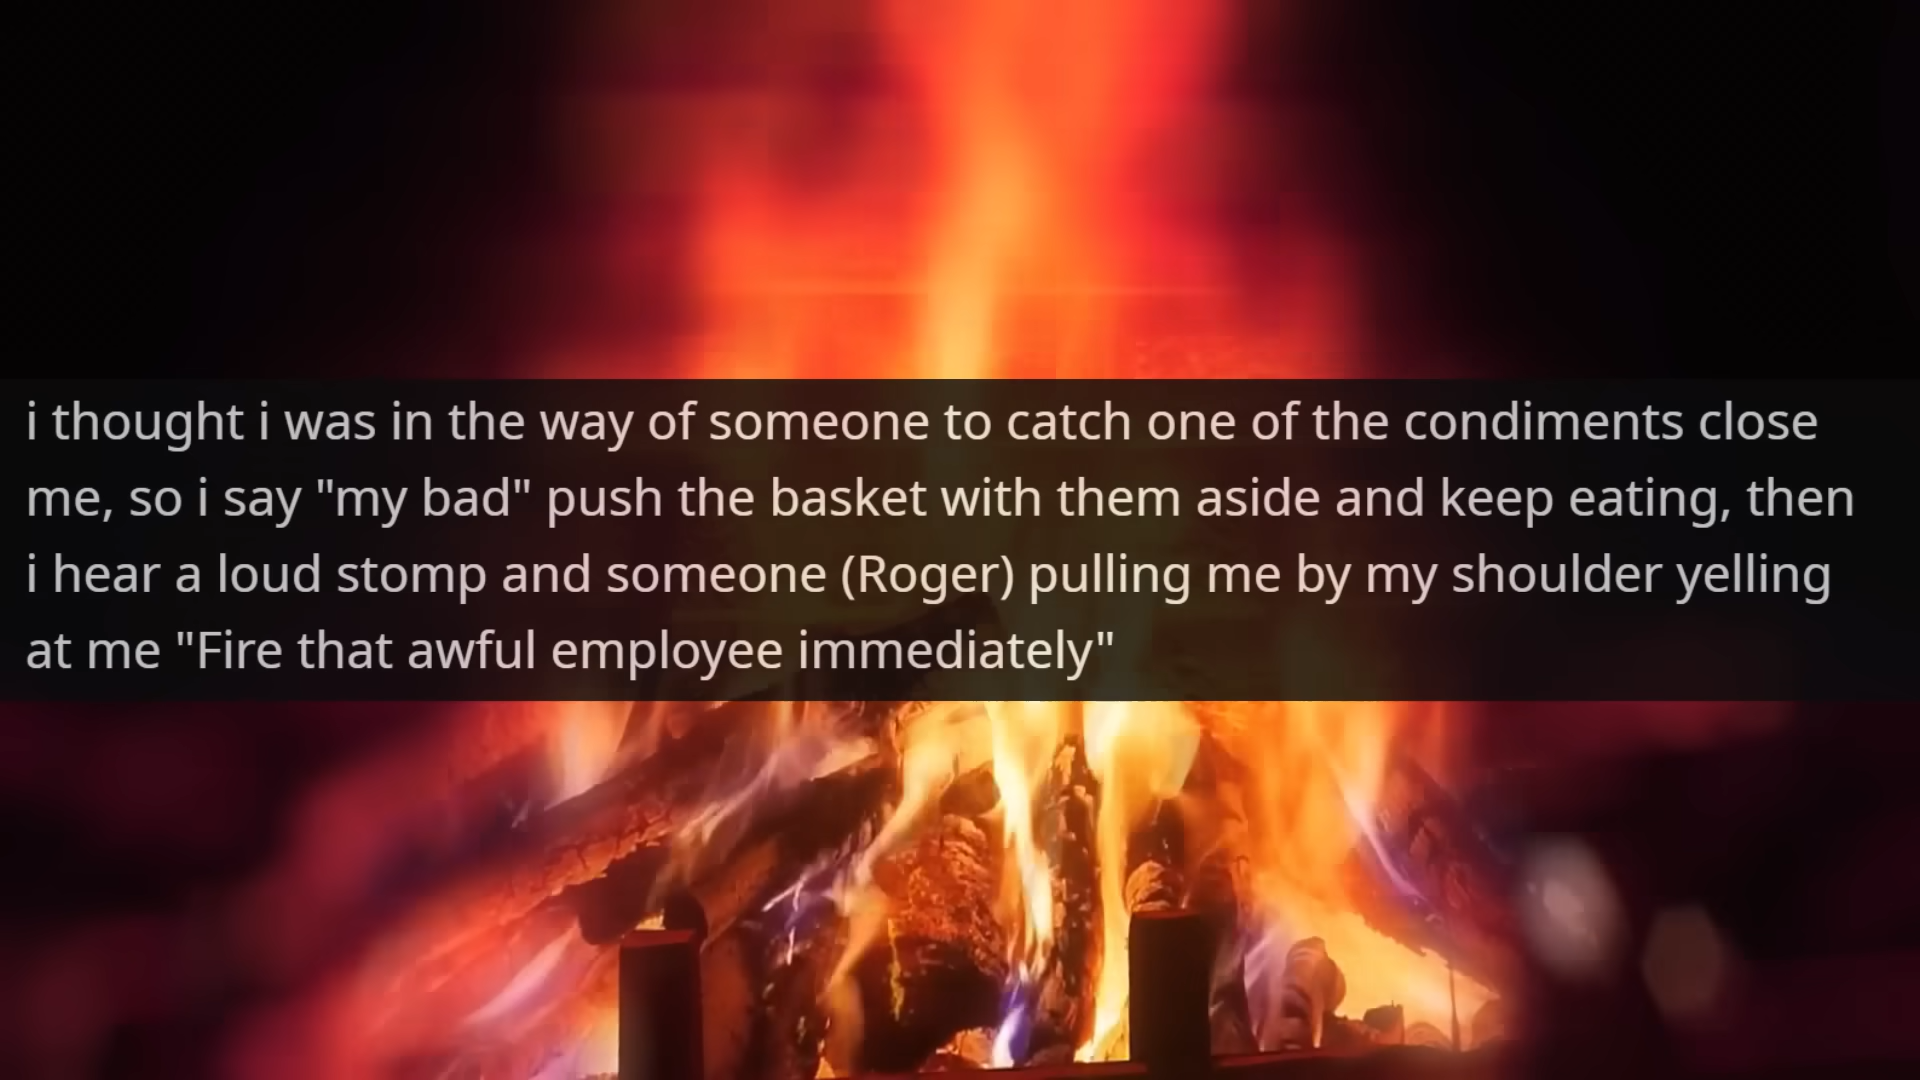 i thought i was in the way of someone to catch one of the condiments close
me, so i say "my bad" push the basket with them aside and keep eating, then
i hear a loud stomp and someone (Roger) pulling me by my shoulder yelling
at me "Fire that awful employee immediately"